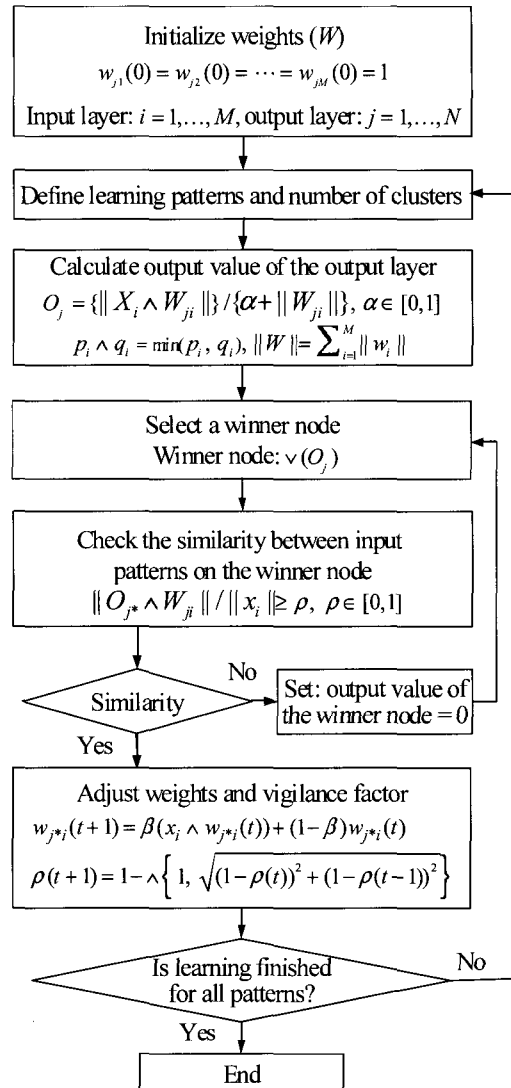 Initialize weights (W)
w_{j1}(0) = w_{j2}(0) = ⋯ = w_{jM}(0) = 1
Input layer: i = 1,…, M, output layer: j = 1,…, N
Define learning patterns and number of clusters
Calculate output value of the output layer
O_j = {|| X_i ∧ W_{ji} ||} / {α + || W_{ji} ||}, α ∈ [0,1]
p_i ∧ q_i = min(p_i, q_i), || W || = ∑_{i=1}^{M} || w_i ||
Select a winner node
Winner node: ∨(O_j)
Check the similarity between input
patterns on the winner node
|| O_{j*} ∧ W_{ji} || / || x_i || ≥ ρ, ρ ∈ [0,1]
No
Similarity
Set: output value of
the winner node = 0
Yes
Adjust weights and vigilance factor
w_{j*i}(t+1) = β(x_i ∧ w_{j*i}(t)) + (1−β)w_{j*i}(t)
ρ(t+1) = 1− ∧{ 1, √((1−ρ(t))² + (1−ρ(t−1))²) }
Is learning finished
for all patterns?
No
Yes
End